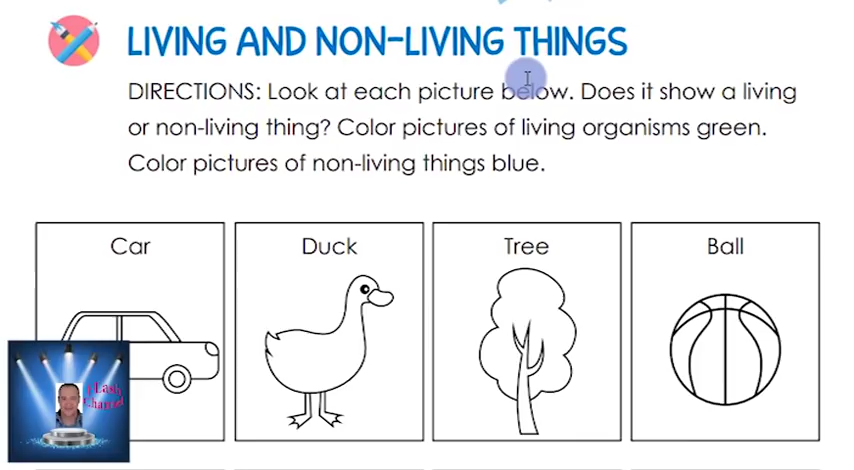 LIVING AND NON-LIVING THINGS
DIRECTIONS: Look at each picture below. Does it show a living
or non-living thing? Color pictures of living organisms green.
Color pictures of non-living things blue.
Car
Duck
Tree
Ball